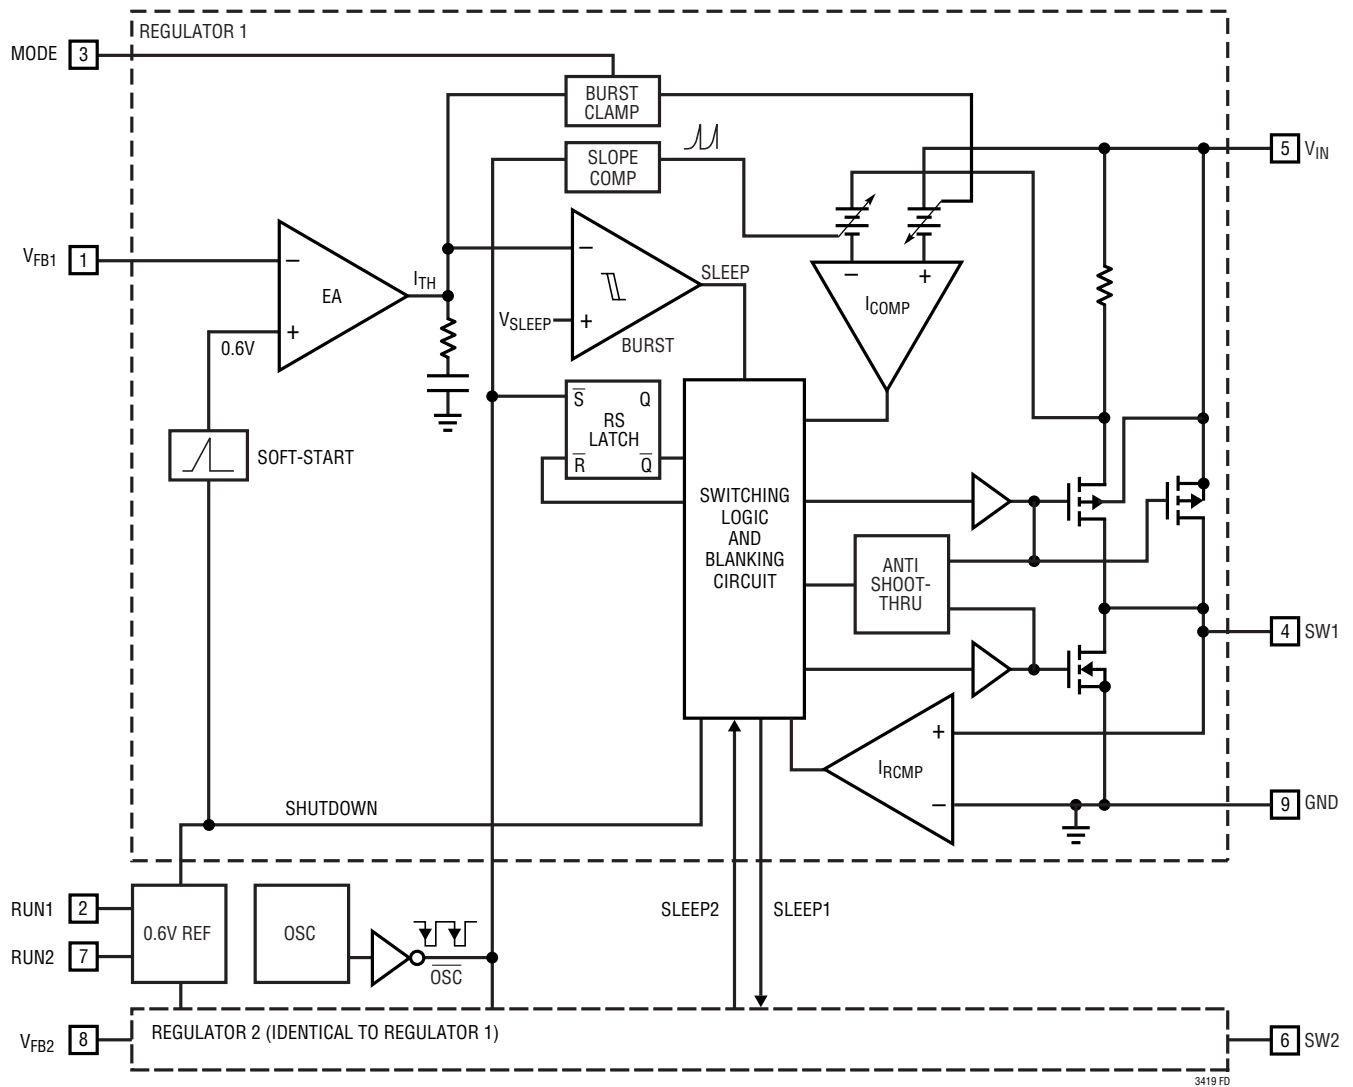 REGULATOR 1
MODE 3
BURST
CLAMP
SLOPE
COMP
5 VIN
VFB1 1
−
EA
+
0.6V
ITH
−
VSLEEP
+
BURST
SLEEP
−
+
ICOMP
S̅ Q
RS
LATCH
R̅ Q̅
SOFT-START
SWITCHING
LOGIC
AND
BLANKING
CIRCUIT
ANTI
SHOOT-
THRU
4 SW1
+
IRCMP
−
9 GND
SHUTDOWN
RUN1 2
RUN2 7
0.6V REF
OSC
O̅S̅C̅
SLEEP2
SLEEP1
VFB2 8
REGULATOR 2 (IDENTICAL TO REGULATOR 1)
6 SW2
3419 FD